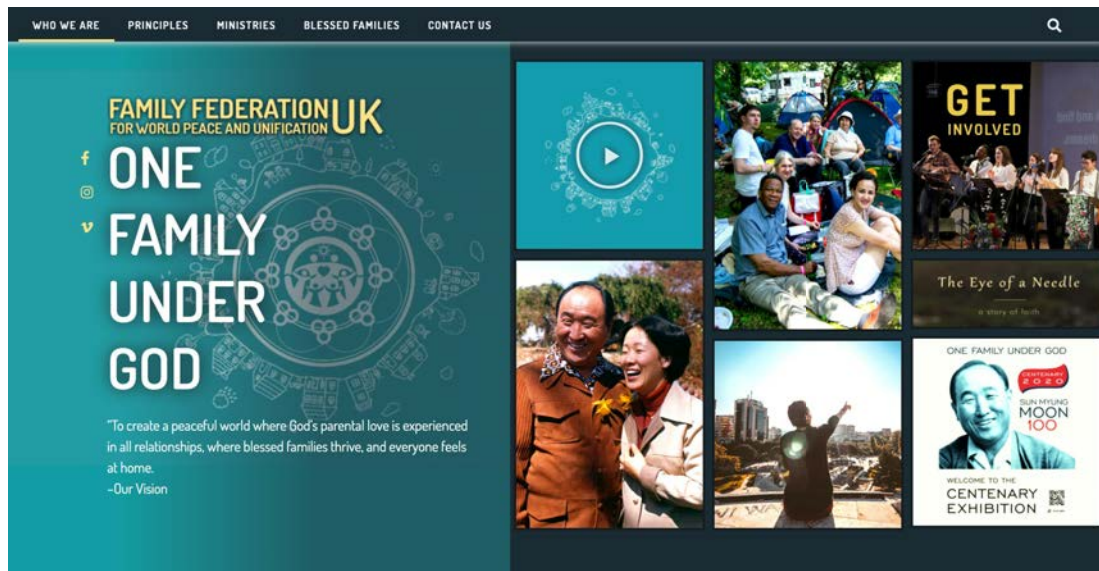 WHO WE ARE PRINCIPLES MINISTRIES BLESSED FAMILIES CONTACT US
FAMILY FEDERATION UK
FOR WORLD PEACE AND UNIFICATION
ONE
FAMILY
UNDER
GOD
"To create a peaceful world where God's parental love is experienced
in all relationships, where blessed families thrive, and everyone feels
at home.
–Our Vision
GET
INVOLVED
The Eye of a Needle
a story of faith
ONE FAMILY UNDER GOD
CENTENARY
2020
SUN MYUNG
MOON
100
WELCOME TO THE
CENTENARY
EXHIBITION